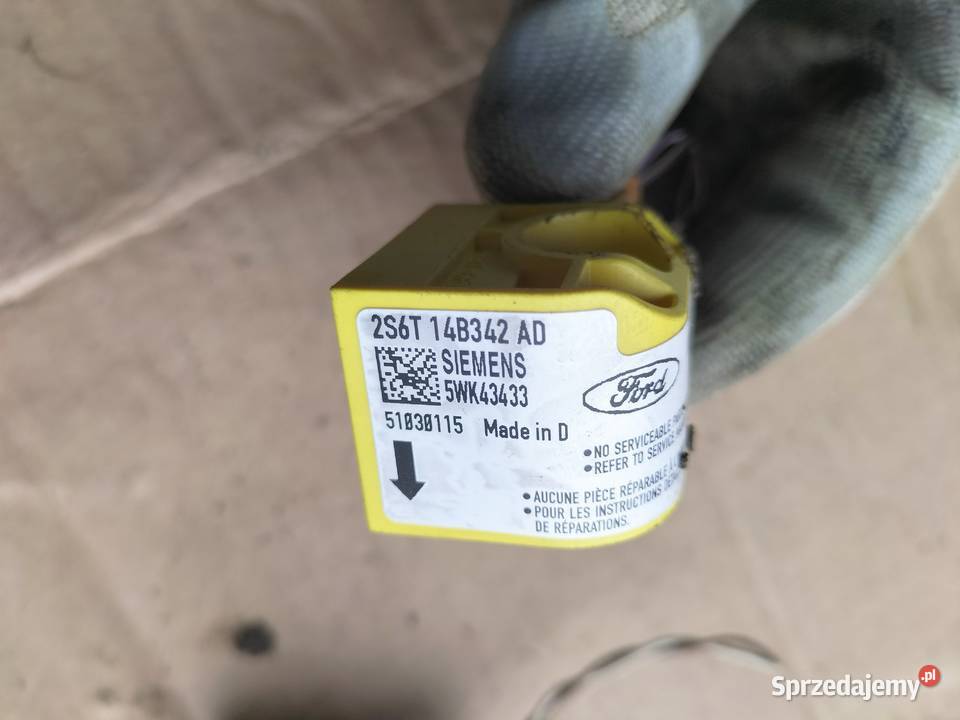 2S6T 14B342 AD
SIEMENS
5WK43433
51030115 Made in D
Ford
•NO SERVICEABLE
•REFER TO SERVICE
•AUCUNE PIÈCE RÉPARABLE À
•POUR LES INSTRUCTIONS
DE RÉPARATIONS.
Sprzedajemy.pl